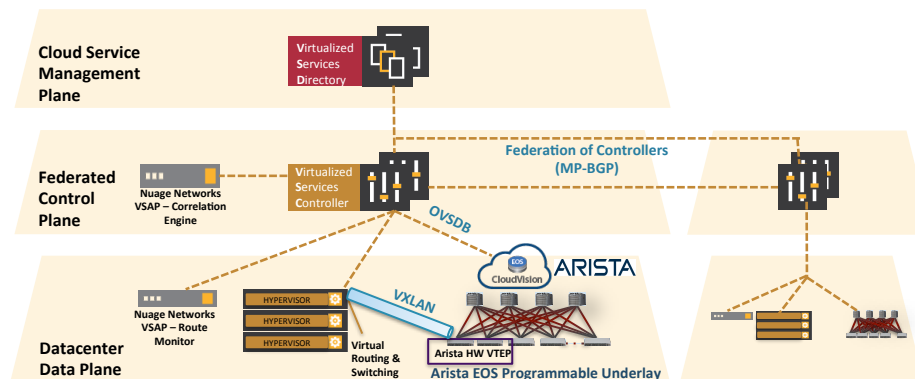 Cloud Service
Management
Plane
Virtualized
Services
Directory
Federated
Control
Plane
Nuage Networks
VSAP – Correlation
Engine
Virtualized
Services
Controller
Federation of Controllers
(MP-BGP)
OVSDB
EOS
CloudVision
ARISTA
VXLAN
HYPERVISOR
HYPERVISOR
HYPERVISOR
Nuage Networks
VSAP – Route
Monitor
Virtual
Routing &
Switching
Arista HW VTEP
Arista EOS Programmable Underlay
Datacenter
Data Plane